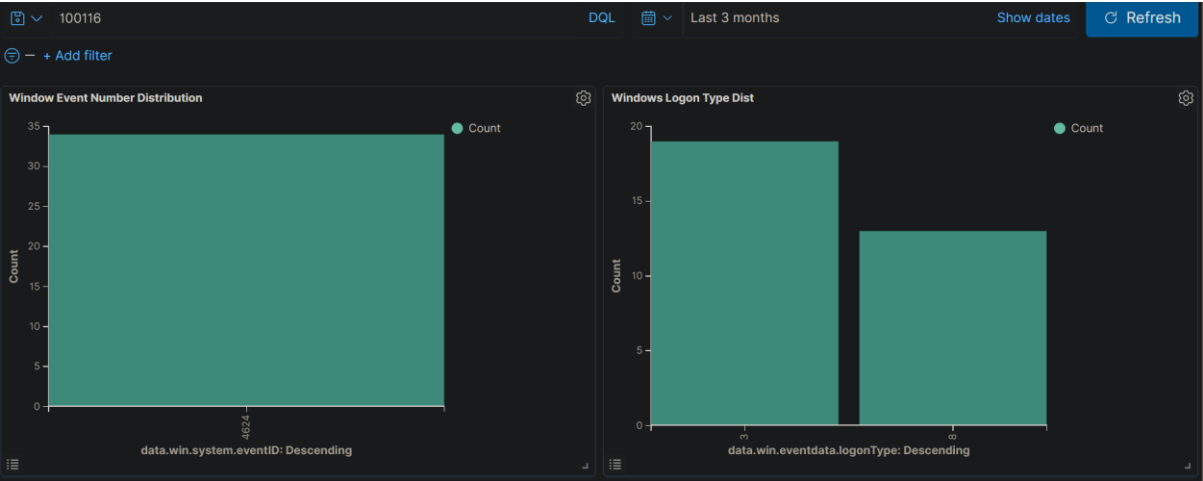 100116 DQL Last 3 months Show dates Refresh
+ Add filter
Window Event Number Distribution
35
30
25
20
15
10
5
0
Count
4624
data.win.system.eventID: Descending
Count
Windows Logon Type Dist
20
15
10
5
0
Count
3
8
data.win.eventdata.logonType: Descending
Count